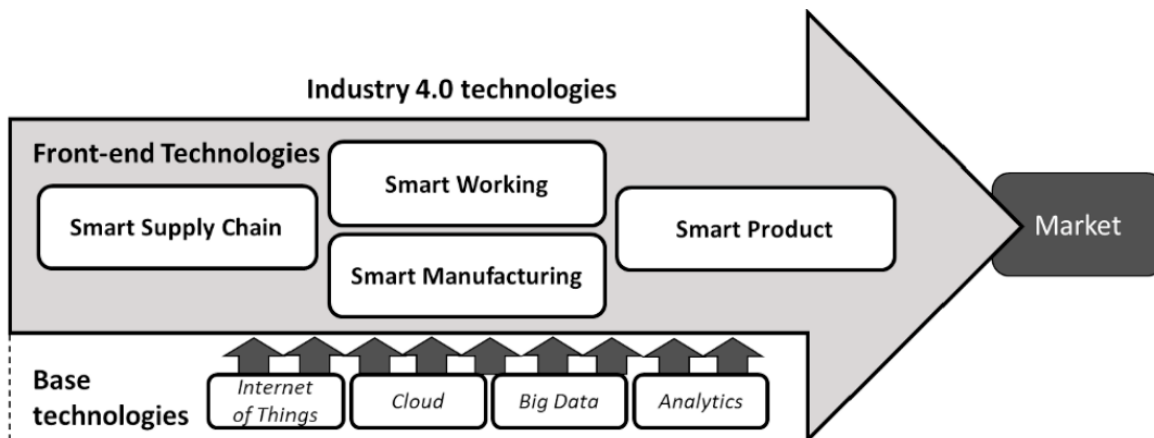 Industry 4.0 technologies
Front-end Technologies
Smart Supply Chain
Smart Working
Smart Manufacturing
Smart Product
Market
Base
technologies
Internet
of Things
Cloud
Big Data
Analytics